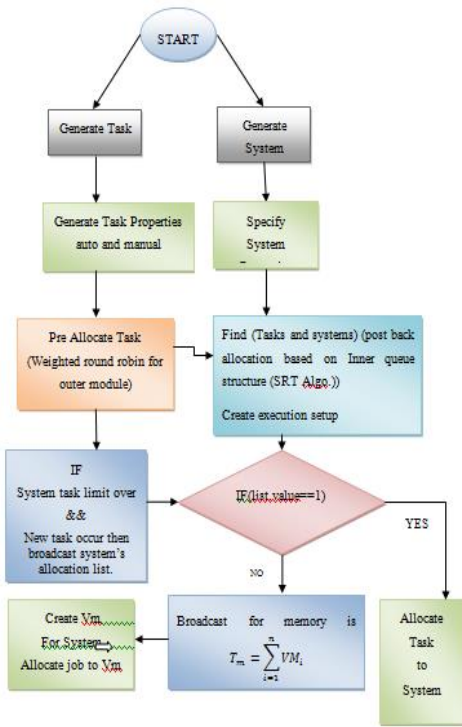 START
Generate Task
Generate
System
Generate Task Properties
auto and manual
Specify
System
Pre Allocate Task
(Weighted round robin for
outer module)
Find (Tasks and systems) (post back
allocation based on Inner queue
structure (SRT Algo.))
Create execution setup
IF
System task limit over
&&
New task occur then
broadcast system's
allocation list.
IF(list.value==1)
YES
NO
Create Vm
For System
Allocate job to Vm
Broadcast for memory is
T_m = \sum_{i=1}^{n} VM_i
Allocate
Task
to
System